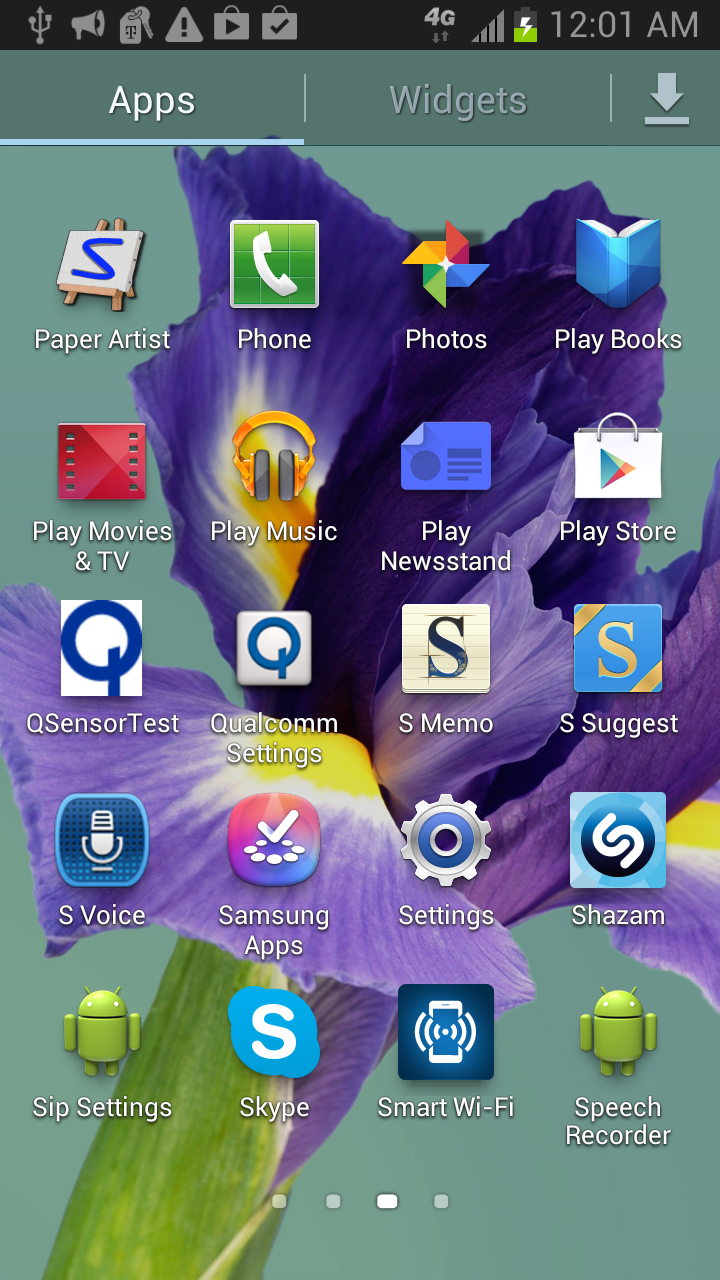 4G 12:01 AM
Apps Widgets
Paper Artist Phone Photos Play Books
Play Movies Play Music Play Play Store
& TV Newsstand
QSensorTest Qualcomm S Memo S Suggest
Settings
S Voice Samsung Settings Shazam
Apps
Sip Settings Skype Smart Wi-Fi Speech
Recorder